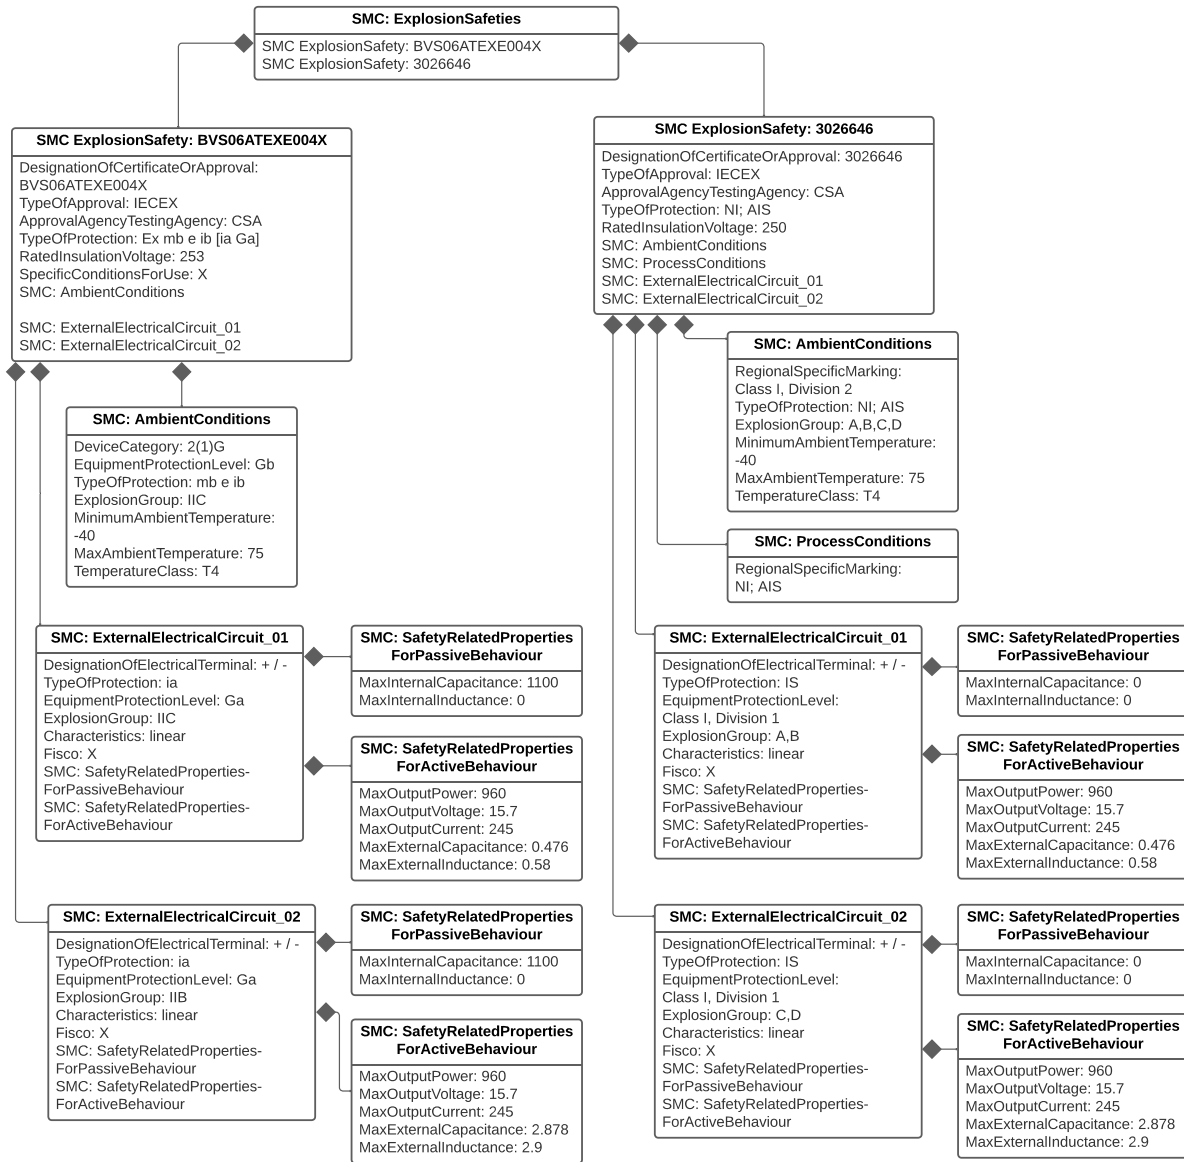 SMC: ExplosionSafeties
SMC ExplosionSafety: BVS06ATEXE004X
SMC ExplosionSafety: 3026646
SMC ExplosionSafety: BVS06ATEXE004X
DesignationOfCertificateOrApproval:
BVS06ATEXE004X
TypeOfApproval: IECEX
ApprovalAgencyTestingAgency: CSA
TypeOfProtection: Ex mb e ib [ia Ga]
RatedInsulationVoltage: 253
SpecificConditionsForUse: X
SMC: AmbientConditions
SMC: ExternalElectricalCircuit_01
SMC: ExternalElectricalCircuit_02
SMC ExplosionSafety: 3026646
DesignationOfCertificateOrApproval: 3026646
TypeOfApproval: IECEX
ApprovalAgencyTestingAgency: CSA
TypeOfProtection: NI; AIS
RatedInsulationVoltage: 250
SMC: AmbientConditions
SMC: ProcessConditions
SMC: ExternalElectricalCircuit_01
SMC: ExternalElectricalCircuit_02
SMC: AmbientConditions
DeviceCategory: 2(1)G
EquipmentProtectionLevel: Gb
TypeOfProtection: mb e ib
ExplosionGroup: IIC
MinimumAmbientTemperature:
-40
MaxAmbientTemperature: 75
TemperatureClass: T4
SMC: AmbientConditions
RegionalSpecificMarking:
Class I, Division 2
TypeOfProtection: NI; AIS
ExplosionGroup: A,B,C,D
MinimumAmbientTemperature:
-40
MaxAmbientTemperature: 75
TemperatureClass: T4
SMC: ProcessConditions
RegionalSpecificMarking:
NI; AIS
SMC: ExternalElectricalCircuit_01
DesignationOfElectricalTerminal: + / -
TypeOfProtection: ia
EquipmentProtectionLevel: Ga
ExplosionGroup: IIC
Characteristics: linear
Fisco: X
SMC: SafetyRelatedProperties-
ForPassiveBehaviour
SMC: SafetyRelatedProperties-
ForActiveBehaviour
SMC: SafetyRelatedProperties
ForPassiveBehaviour
MaxInternalCapacitance: 1100
MaxInternalInductance: 0
SMC: SafetyRelatedProperties
ForActiveBehaviour
MaxOutputPower: 960
MaxOutputVoltage: 15.7
MaxOutputCurrent: 245
MaxExternalCapacitance: 0.476
MaxExternalInductance: 0.58
SMC: ExternalElectricalCircuit_01
DesignationOfElectricalTerminal: + / -
TypeOfProtection: IS
EquipmentProtectionLevel:
Class I, Division 1
ExplosionGroup: A,B
Characteristics: linear
Fisco: X
SMC: SafetyRelatedProperties-
ForPassiveBehaviour
SMC: SafetyRelatedProperties-
ForActiveBehaviour
SMC: SafetyRelatedProperties
ForPassiveBehaviour
MaxInternalCapacitance: 0
MaxInternalInductance: 0
SMC: SafetyRelatedProperties
ForActiveBehaviour
MaxOutputPower: 960
MaxOutputVoltage: 15.7
MaxOutputCurrent: 245
MaxExternalCapacitance: 0.476
MaxExternalInductance: 0.58
SMC: ExternalElectricalCircuit_02
DesignationOfElectricalTerminal: + / -
TypeOfProtection: ia
EquipmentProtectionLevel: Ga
ExplosionGroup: IIB
Characteristics: linear
Fisco: X
SMC: SafetyRelatedProperties-
ForPassiveBehaviour
SMC: SafetyRelatedProperties-
ForActiveBehaviour
SMC: SafetyRelatedProperties
ForPassiveBehaviour
MaxInternalCapacitance: 1100
MaxInternalInductance: 0
SMC: SafetyRelatedProperties
ForActiveBehaviour
MaxOutputPower: 960
MaxOutputVoltage: 15.7
MaxOutputCurrent: 245
MaxExternalCapacitance: 2.878
MaxExternalInductance: 2.9
SMC: ExternalElectricalCircuit_02
DesignationOfElectricalTerminal: + / -
TypeOfProtection: IS
EquipmentProtectionLevel:
Class I, Division 1
ExplosionGroup: C,D
Characteristics: linear
Fisco: X
SMC: SafetyRelatedProperties-
ForPassiveBehaviour
SMC: SafetyRelatedProperties-
ForActiveBehaviour
SMC: SafetyRelatedProperties
ForPassiveBehaviour
MaxInternalCapacitance: 0
MaxInternalInductance: 0
SMC: SafetyRelatedProperties
ForActiveBehaviour
MaxOutputPower: 960
MaxOutputVoltage: 15.7
MaxOutputCurrent: 245
MaxExternalCapacitance: 2.878
MaxExternalInductance: 2.9